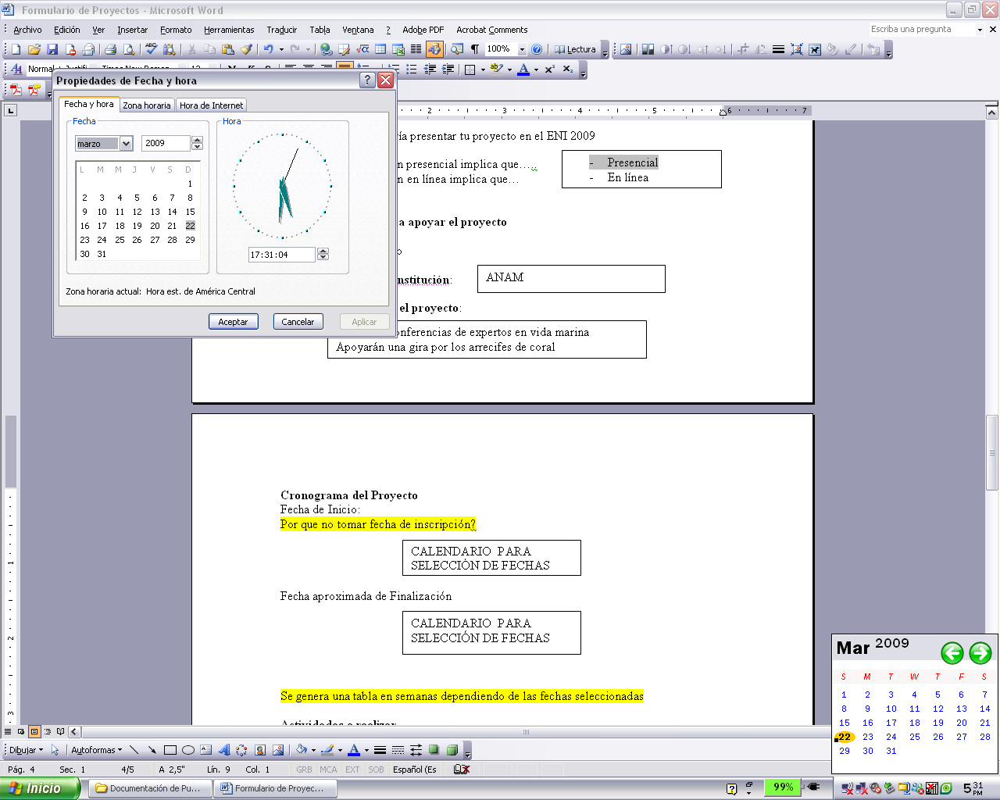 Formulario de Proyectos - Microsoft Word
Archivo Edición Ver Insertar Formato Herramientas Traducir Tabla Ventana ? Adobe PDF Acrobat Comments
Escriba una pregunta
100% Lectura
Propiedades de Fecha y hora
Fecha y hora Zona horaria Hora de Internet
Fecha Hora
marzo 2009
L M M J V S D
1
2 3 4 5 6 7 8
9 10 11 12 13 14 15
16 17 18 19 20 21 22
23 24 25 26 27 28 29
30 31
17:31:04
Zona horaria actual: Hora est. de América Central
Aceptar Cancelar Aplicar
2 3 4 5 6 7
presentar tu proyecto en el ENI 2009
presencial implica que....
en línea implica que...
- Presencial
- En línea
apoyar el proyecto
ANAM
el proyecto:
de expertos en vida marina
Apoyarán una gira por los arrecifes de coral
Cronograma del Proyecto
Fecha de Inicio:
Por que no tomar fecha de inscripción?
CALENDARIO PARA
SELECCIÓN DE FECHAS
Fecha aproximada de Finalización
CALENDARIO PARA
SELECCIÓN DE FECHAS
Se genera una tabla en semanas dependiendo de las fechas seleccionadas
1
2
3
Mar 2009
S M T W T F S
1 2 3 4 5 6 7
8 9 10 11 12 13 14
15 16 17 18 19 20 21
22 23 24 25 26 27 28
29 30 31
Dibujar Autoformas
Pág. 4 Sec. 1 4/5 A 2,5" Lín. 9 Col. 1 GRB MCA EXT SOB Español (Es
Inicio Documentación de Pu... Formulario de Proyec... 99% 5:31 PM